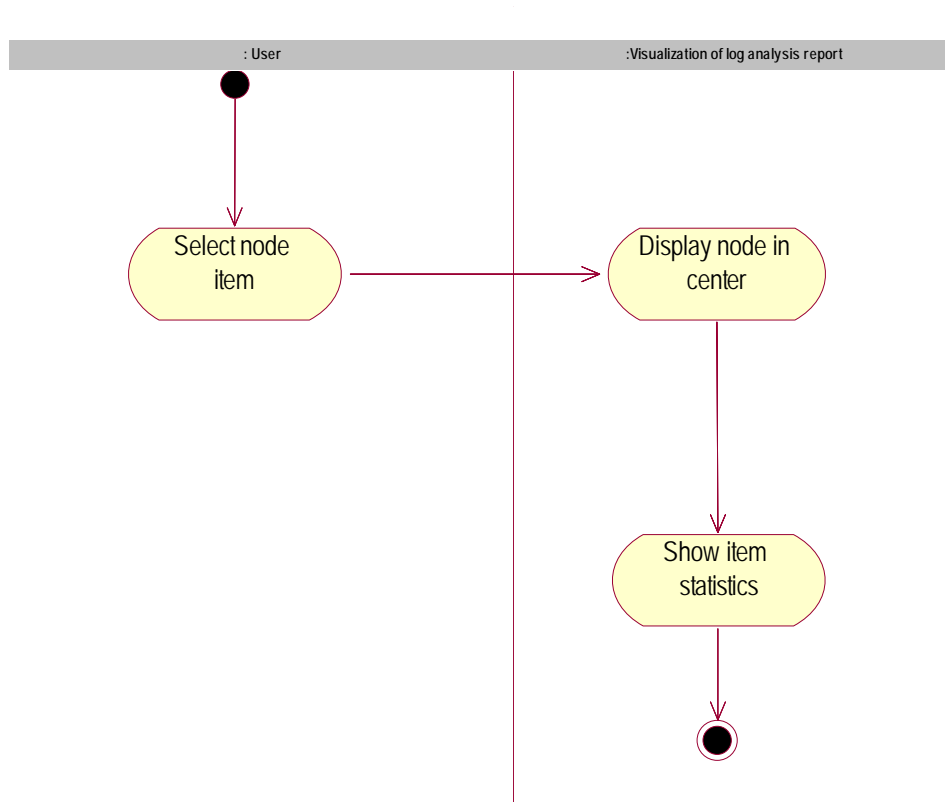 : User
:Visualization of log analysis report
Select node
item
Display node in
center
Show item
statistics